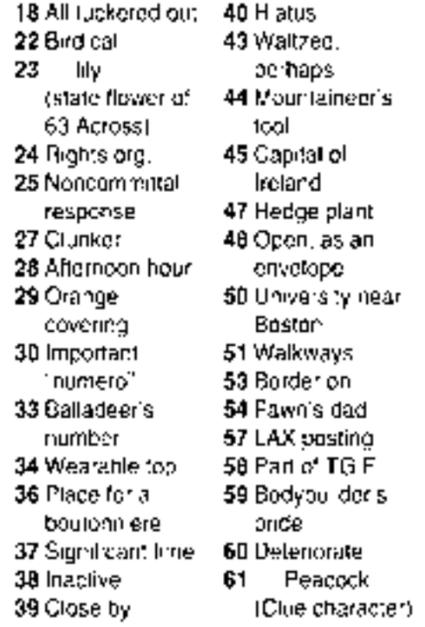 18 All tuckered out
22 Bird call
23 lily
(state flower of
63 Across)
24 Rights org.
25 Noncommittal
response
27 Clunker
28 Afternoon hour
29 Orange
covering
30 Important
"numero"
33 Balladeer's
number
34 Wearable top
36 Place for a
boutonniere
37 Significant time
38 Inactive
39 Close by
40 Hiatus
43 Waltzed,
perhaps
44 Mountaineer's
tool
45 Capital of
Ireland
47 Hedge plant
48 Open, as an
envelope
50 University near
Boston
51 Walkways
53 Border on
54 Fawn's dad
57 LAX posting
58 Part of TGIF
59 Bodybuilder's
pride
60 Deteriorate
61 Peacock
(Clue character)